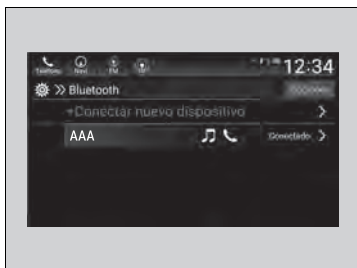 Teléfono Navi FM
12:34
Bluetooth
+Conectar nuevo dispositivo
AAA Conectado